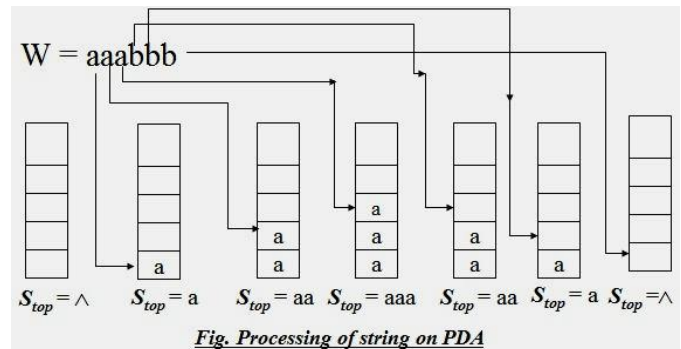 W = aaabbb
a
a a
a a a a
a a a a a
S_top = ∧ S_top = a S_top = aa S_top = aaa S_top = aa S_top = a S_top =∧
Fig. Processing of string on PDA